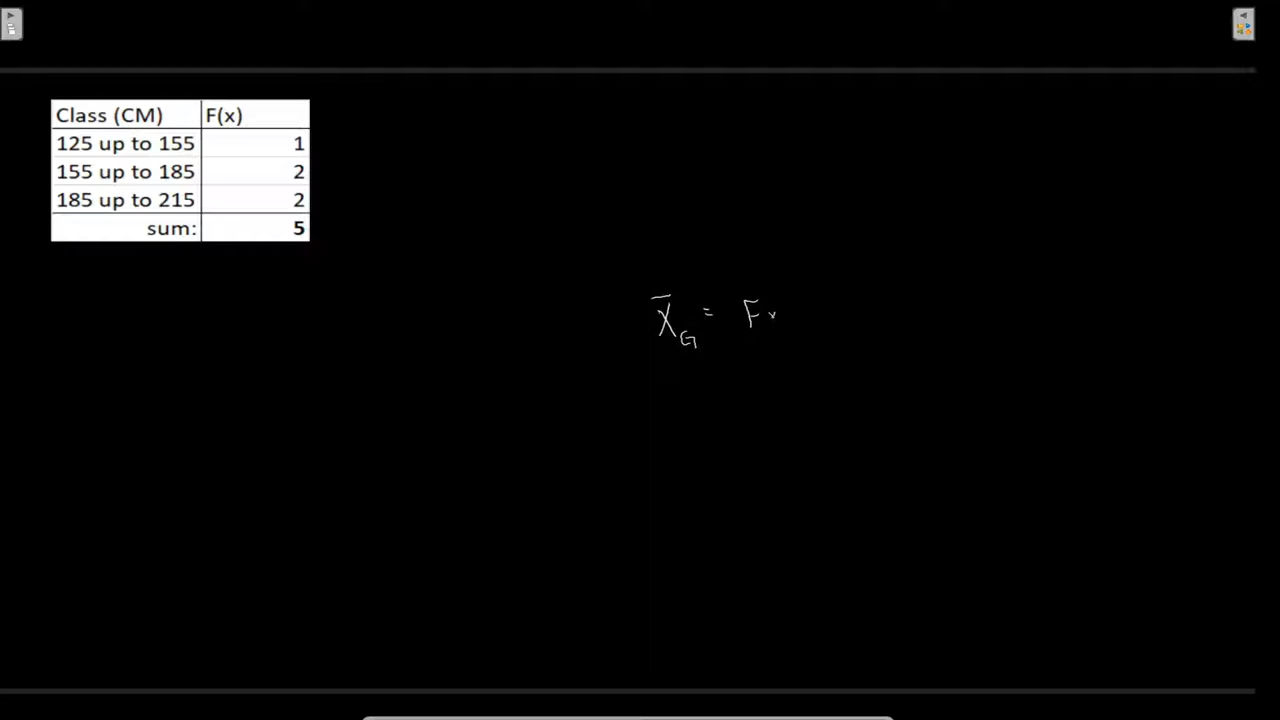 Class (CM) F(x)
125 up to 155 1
155 up to 185 2
185 up to 215 2
sum: 5
X̄G = Fx